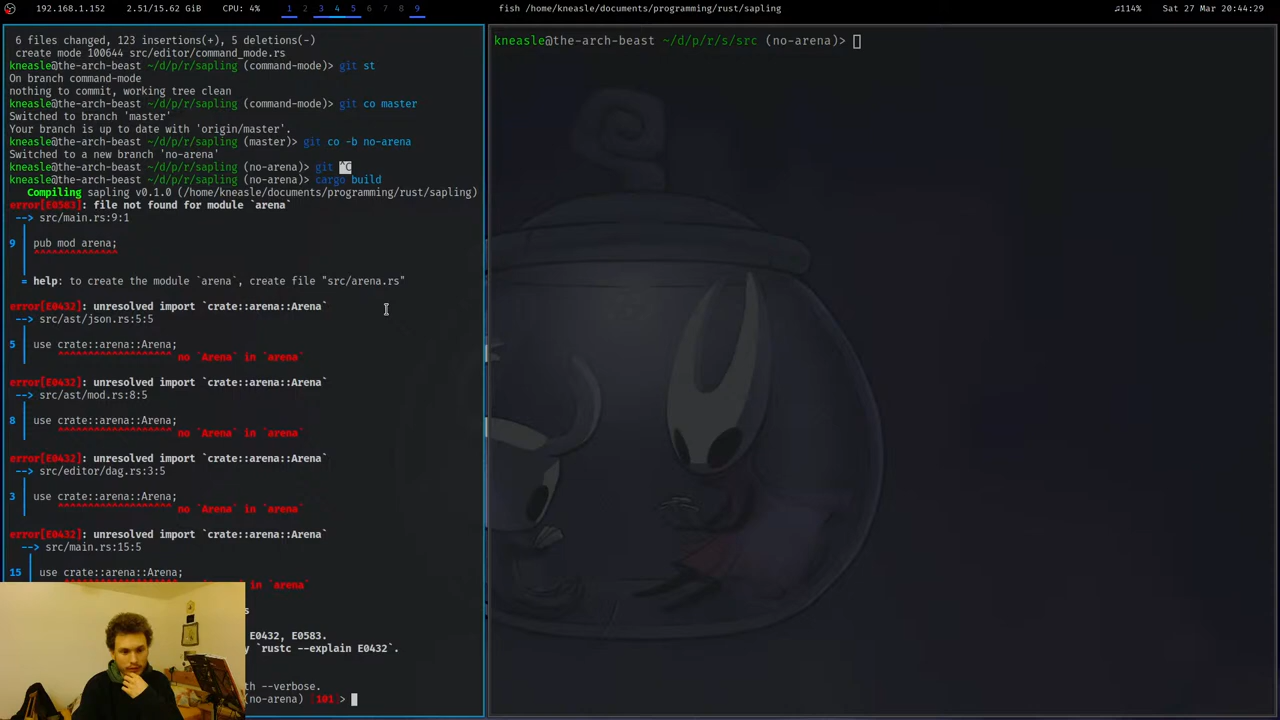 192.168.1.152 2.51/15.62 GiB CPU: 4% 1 2 3 4 5 6 7 8 9 fish /home/kneasle/documents/programming/rust/sapling ♫114% Sat 27 Mar 20:44:29
6 files changed, 123 insertions(+), 5 deletions(-)
create mode 100644 src/editor/command_mode.rs
kneasle@the-arch-beast ~/d/p/r/sapling (command-mode)> git st
On branch command-mode
nothing to commit, working tree clean
kneasle@the-arch-beast ~/d/p/r/sapling (command-mode)> git co master
Switched to branch 'master'
Your branch is up to date with 'origin/master'.
kneasle@the-arch-beast ~/d/p/r/sapling (master)> git co -b no-arena
Switched to a new branch 'no-arena'
kneasle@the-arch-beast ~/d/p/r/sapling (no-arena)> git ^C
kneasle@the-arch-beast ~/d/p/r/sapling (no-arena)> cargo build
Compiling sapling v0.1.0 (/home/kneasle/documents/programming/rust/sapling)
error[E0583]: file not found for module `arena`
--> src/main.rs:9:1
9 | pub mod arena;
^^^^^^^^^^^^^^
= help: to create the module `arena`, create file "src/arena.rs"
error[E0432]: unresolved import `crate::arena::Arena`
--> src/ast/json.rs:5:5
5 | use crate::arena::Arena;
^^^^^^^^^^^^^^^^^^^ no `Arena` in `arena`
error[E0432]: unresolved import `crate::arena::Arena`
--> src/ast/mod.rs:8:5
8 | use crate::arena::Arena;
^^^^^^^^^^^^^^^^^^^ no `Arena` in `arena`
error[E0432]: unresolved import `crate::arena::Arena`
--> src/editor/dag.rs:3:5
3 | use crate::arena::Arena;
^^^^^^^^^^^^^^^^^^^ no `Arena` in `arena`
error[E0432]: unresolved import `crate::arena::Arena`
--> src/main.rs:15:5
15 | use crate::arena::Arena;
in `arena`
E0432, E0583.
`rustc --explain E0432`.
--verbose.
(no-arena) [101]>
kneasle@the-arch-beast ~/d/p/r/s/src (no-arena)>